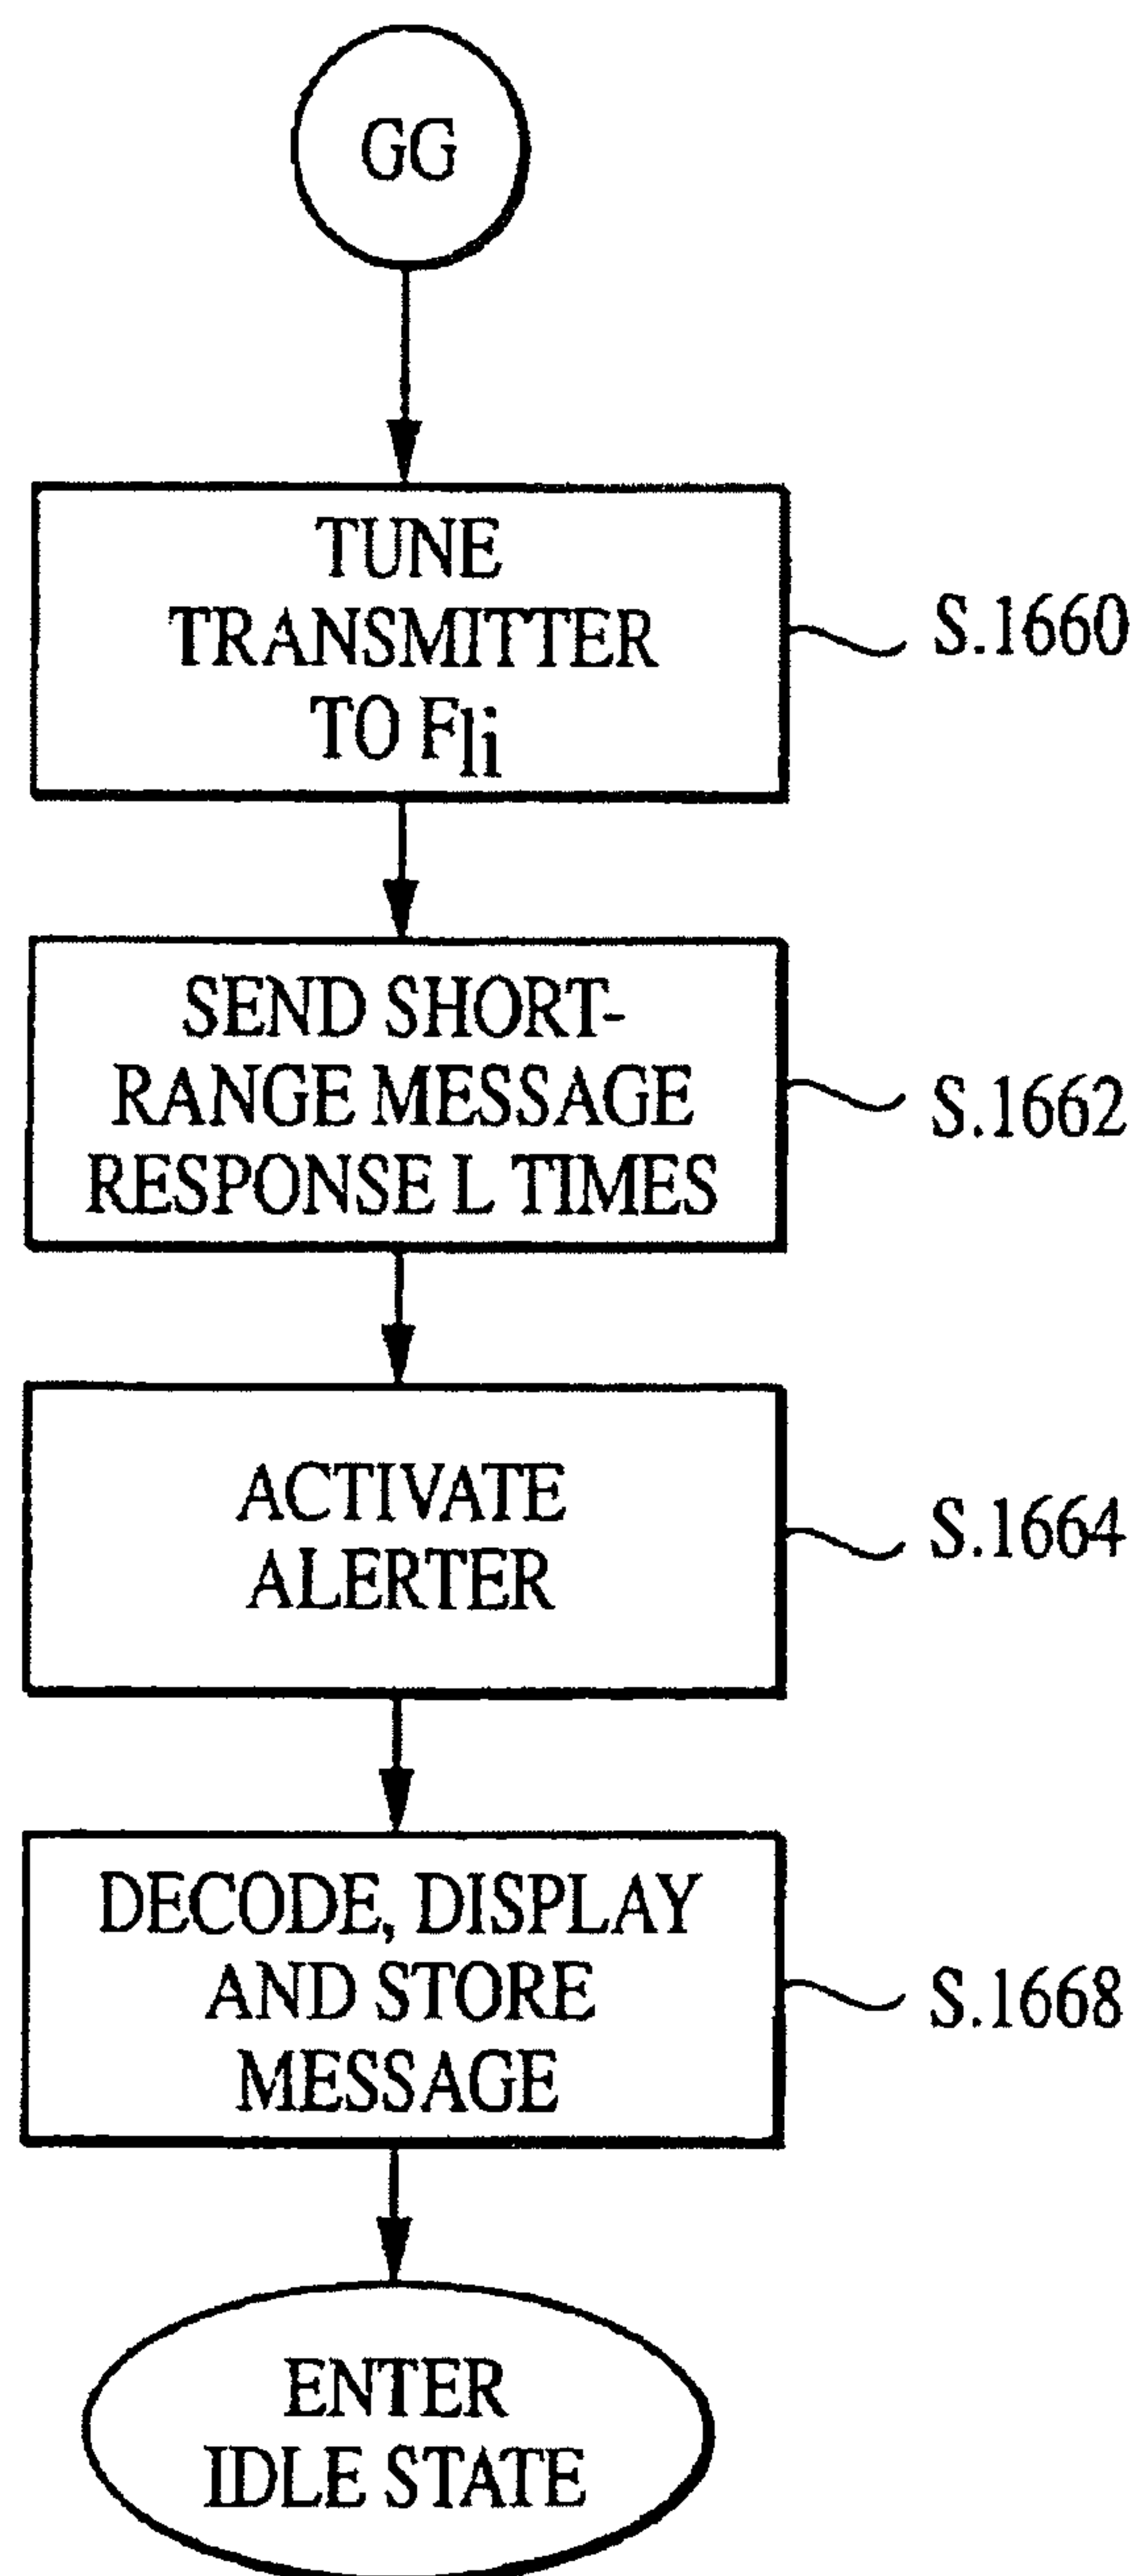 GG
TUNE
TRANSMITTER
TO Fli
S.1660
SEND SHORT-
RANGE MESSAGE
RESPONSE L TIMES
S.1662
ACTIVATE
ALERTER
S.1664
DECODE, DISPLAY
AND STORE
MESSAGE
S.1668
ENTER
IDLE STATE